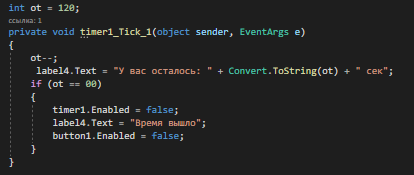 int ot = 120;
ссылка: 1
private void timer1_Tick_1(object sender, EventArgs e)
{
ot--;
label4.Text = "У вас осталось: " + Convert.ToString(ot) + " сек";
if (ot == 00)
{
timer1.Enabled = false;
label4.Text = "Время вышло";
button1.Enabled = false;
}
}